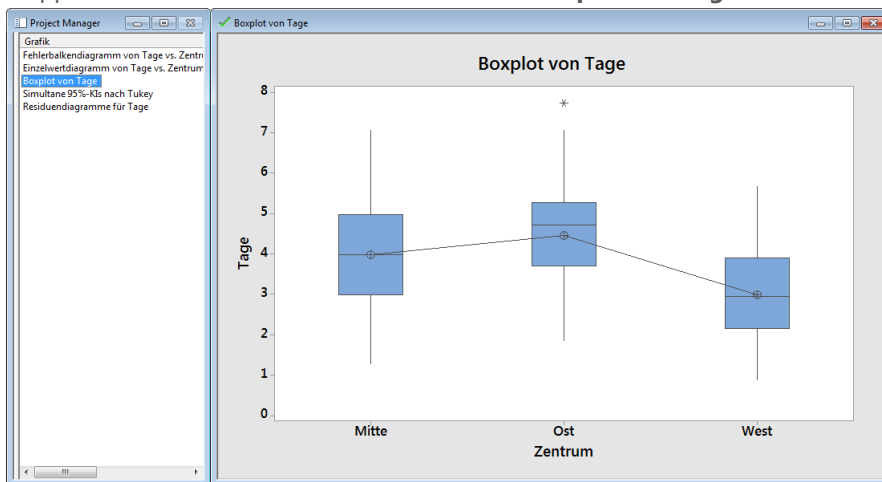 Project Manager
Grafik
Fehlerbalkendiagramm von Tage vs. Zentru
Einzelwertdiagramm von Tage vs. Zentrum
Boxplot von Tage
Simultane 95%-KIs nach Tukey
Residuendiagramme für Tage
Boxplot von Tage
Boxplot von Tage
8
7
6
5
4
3
2
1
0
Tage
Mitte Ost West
Zentrum